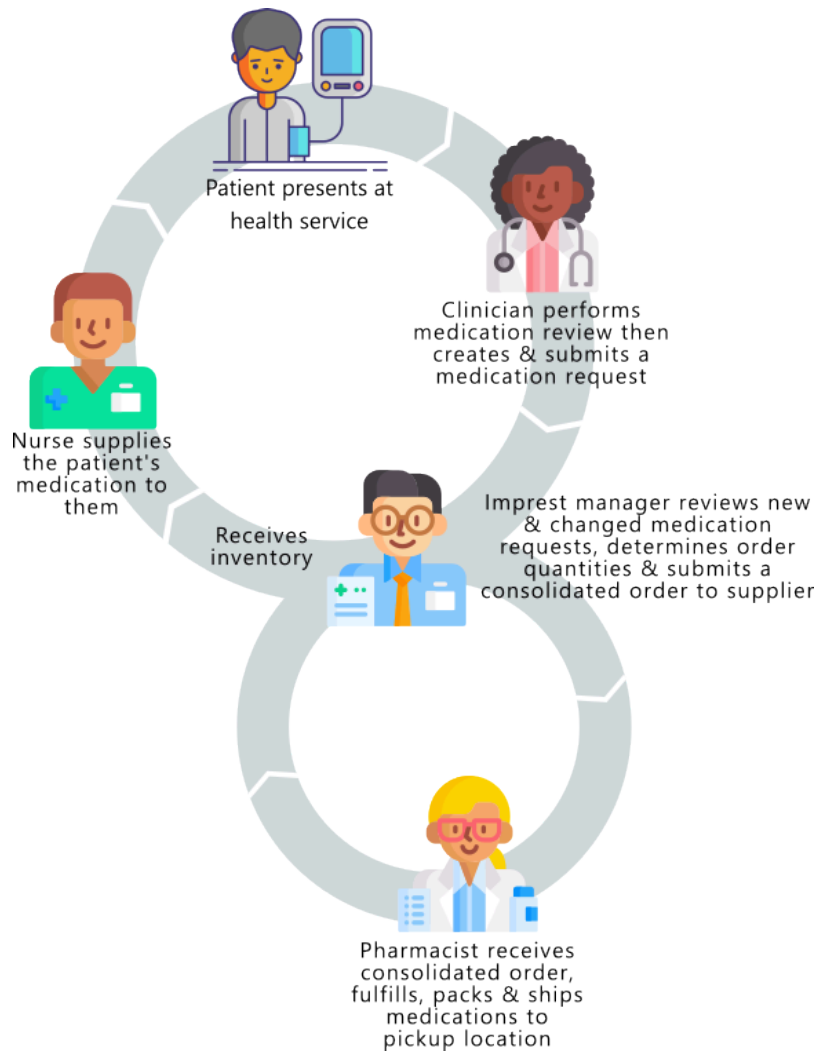 Patient presents at
health service
Clinician performs
medication review then
creates & submits a
medication request
Imprest manager reviews new
& changed medication
requests, determines order
quantities & submits a
consolidated order to supplier
Pharmacist receives
consolidated order,
fulfills, packs & ships
medications to
pickup location
Receives
inventory
Nurse supplies
the patient's
medication to
them